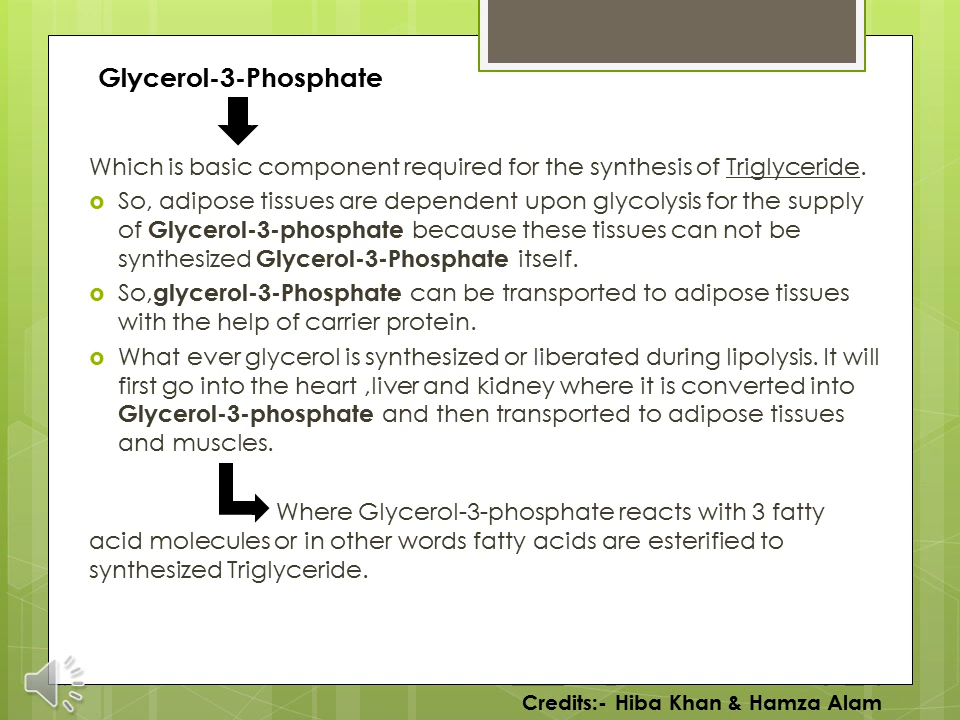 Glycerol-3-Phosphate
Which is basic component required for the synthesis of Triglyceride.
So, adipose tissues are dependent upon glycolysis for the supply
of Glycerol-3-phosphate because these tissues can not be
synthesized Glycerol-3-Phosphate itself.
So,glycerol-3-Phosphate can be transported to adipose tissues
with the help of carrier protein.
What ever glycerol is synthesized or liberated during lipolysis. It will
first go into the heart ,liver and kidney where it is converted into
Glycerol-3-phosphate and then transported to adipose tissues
and muscles.
Where Glycerol-3-phosphate reacts with 3 fatty
acid molecules or in other words fatty acids are esterified to
synthesized Triglyceride.
Credits:- Hiba Khan & Hamza Alam